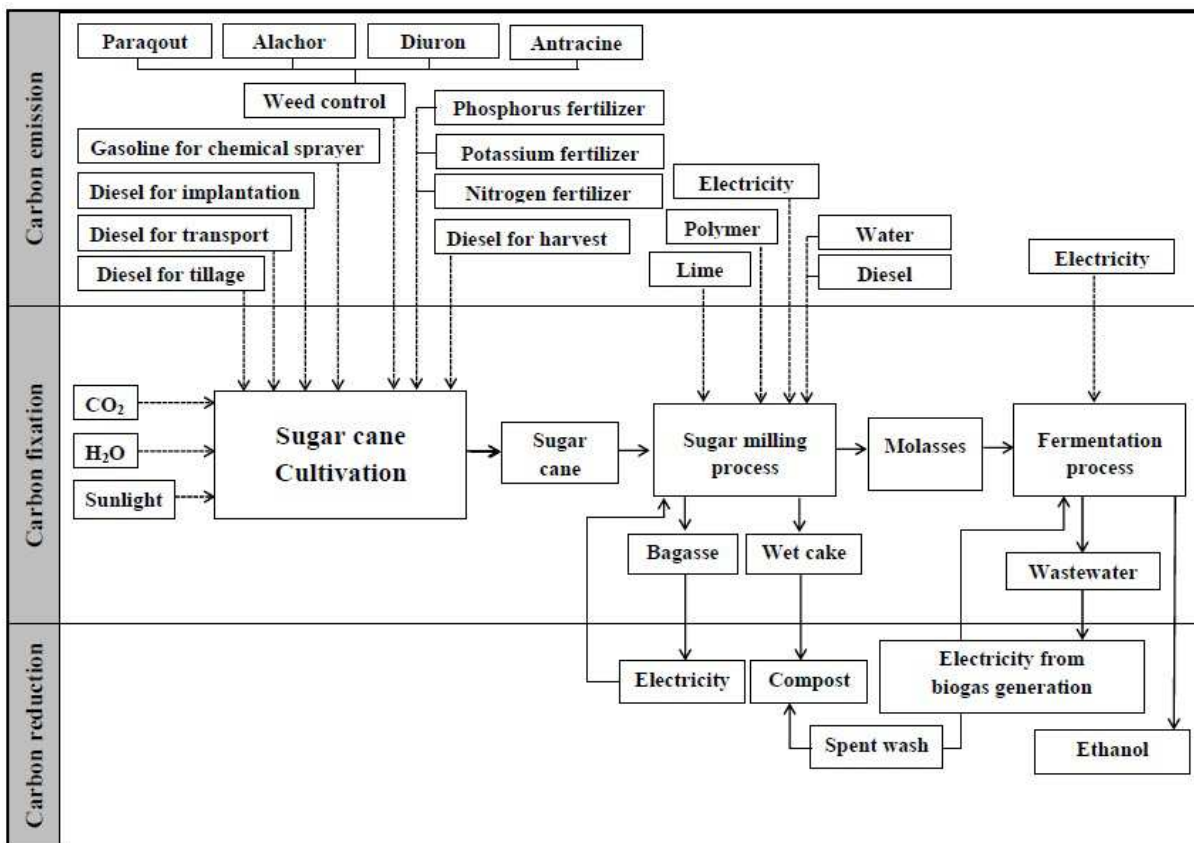 Carbon emission
Paraqout
Alachor
Diuron
Antracine
Weed control
Phosphorus fertilizer
Gasoline for chemical sprayer
Potassium fertilizer
Diesel for implantation
Nitrogen fertilizer
Electricity
Diesel for transport
Diesel for harvest
Polymer
Water
Diesel for tillage
Lime
Diesel
Electricity
Carbon fixation
CO₂
H₂O
Sunlight
Sugar cane
Cultivation
Sugar
cane
Sugar milling
process
Molasses
Fermentation
process
Bagasse
Wet cake
Wastewater
Carbon reduction
Electricity
Compost
Electricity from
biogas generation
Spent wash
Ethanol